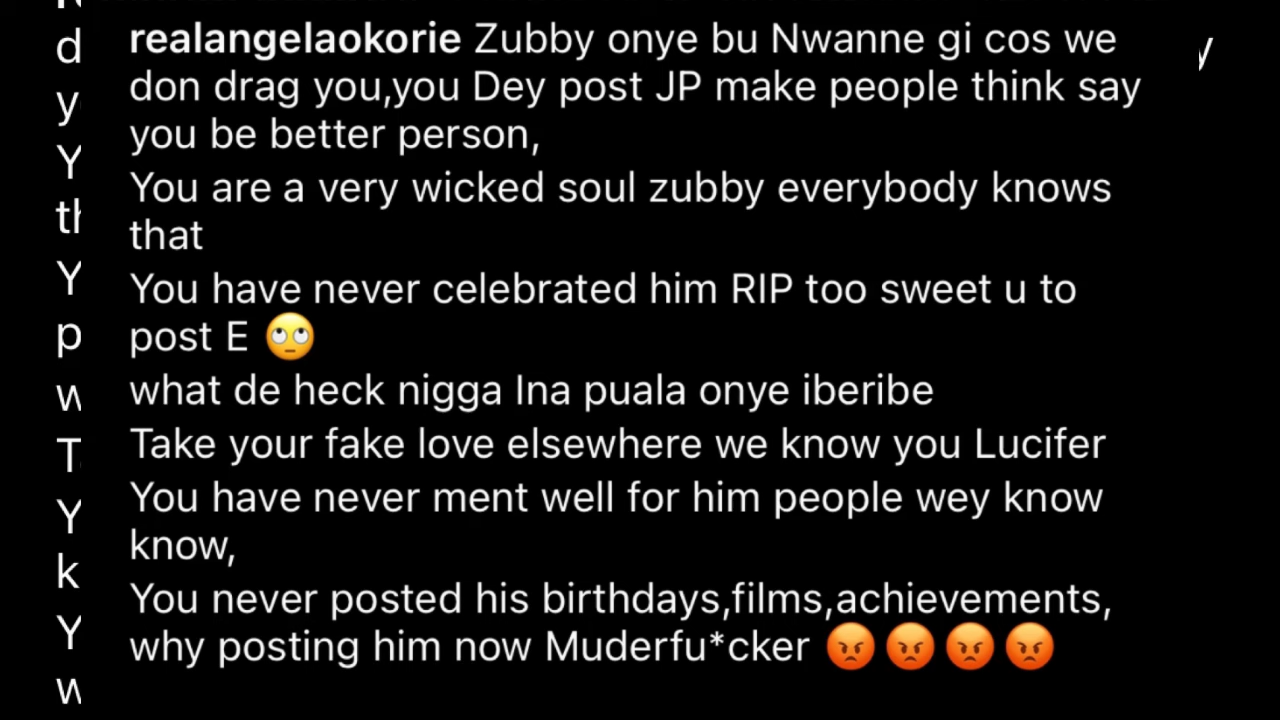 realangelaokorie Zubby onye bu Nwanne gi cos we
don drag you,you Dey post JP make people think say
you be better person,
You are a very wicked soul zubby everybody knows
that
You have never celebrated him RIP too sweet u to
post E 🙄
what de heck nigga Ina puala onye iberibe
Take your fake love elsewhere we know you Lucifer
You have never ment well for him people wey know
know,
You never posted his birthdays,films,achievements,
why posting him now Muderfu*cker 😡😡😡😡